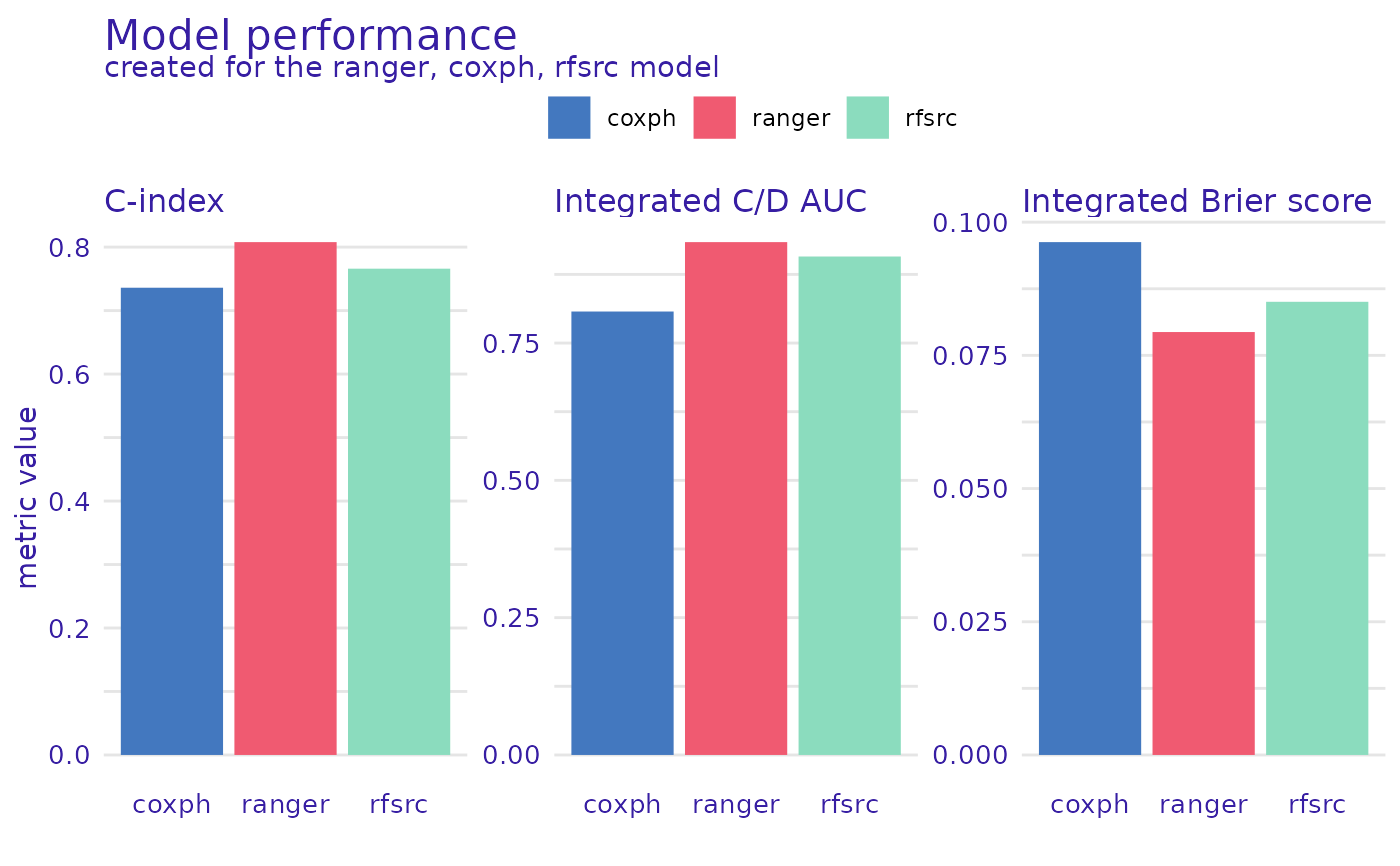 Model performance
created for the ranger, coxph, rfsrc model
coxph ranger rfsrc
C-index
metric value
0.8
0.6
0.4
0.2
0.0
coxph ranger rfsrc
Integrated C/D AUC
0.75
0.50
0.25
0.00
coxph ranger rfsrc
Integrated Brier score
0.100
0.075
0.050
0.025
0.000
coxph ranger rfsrc